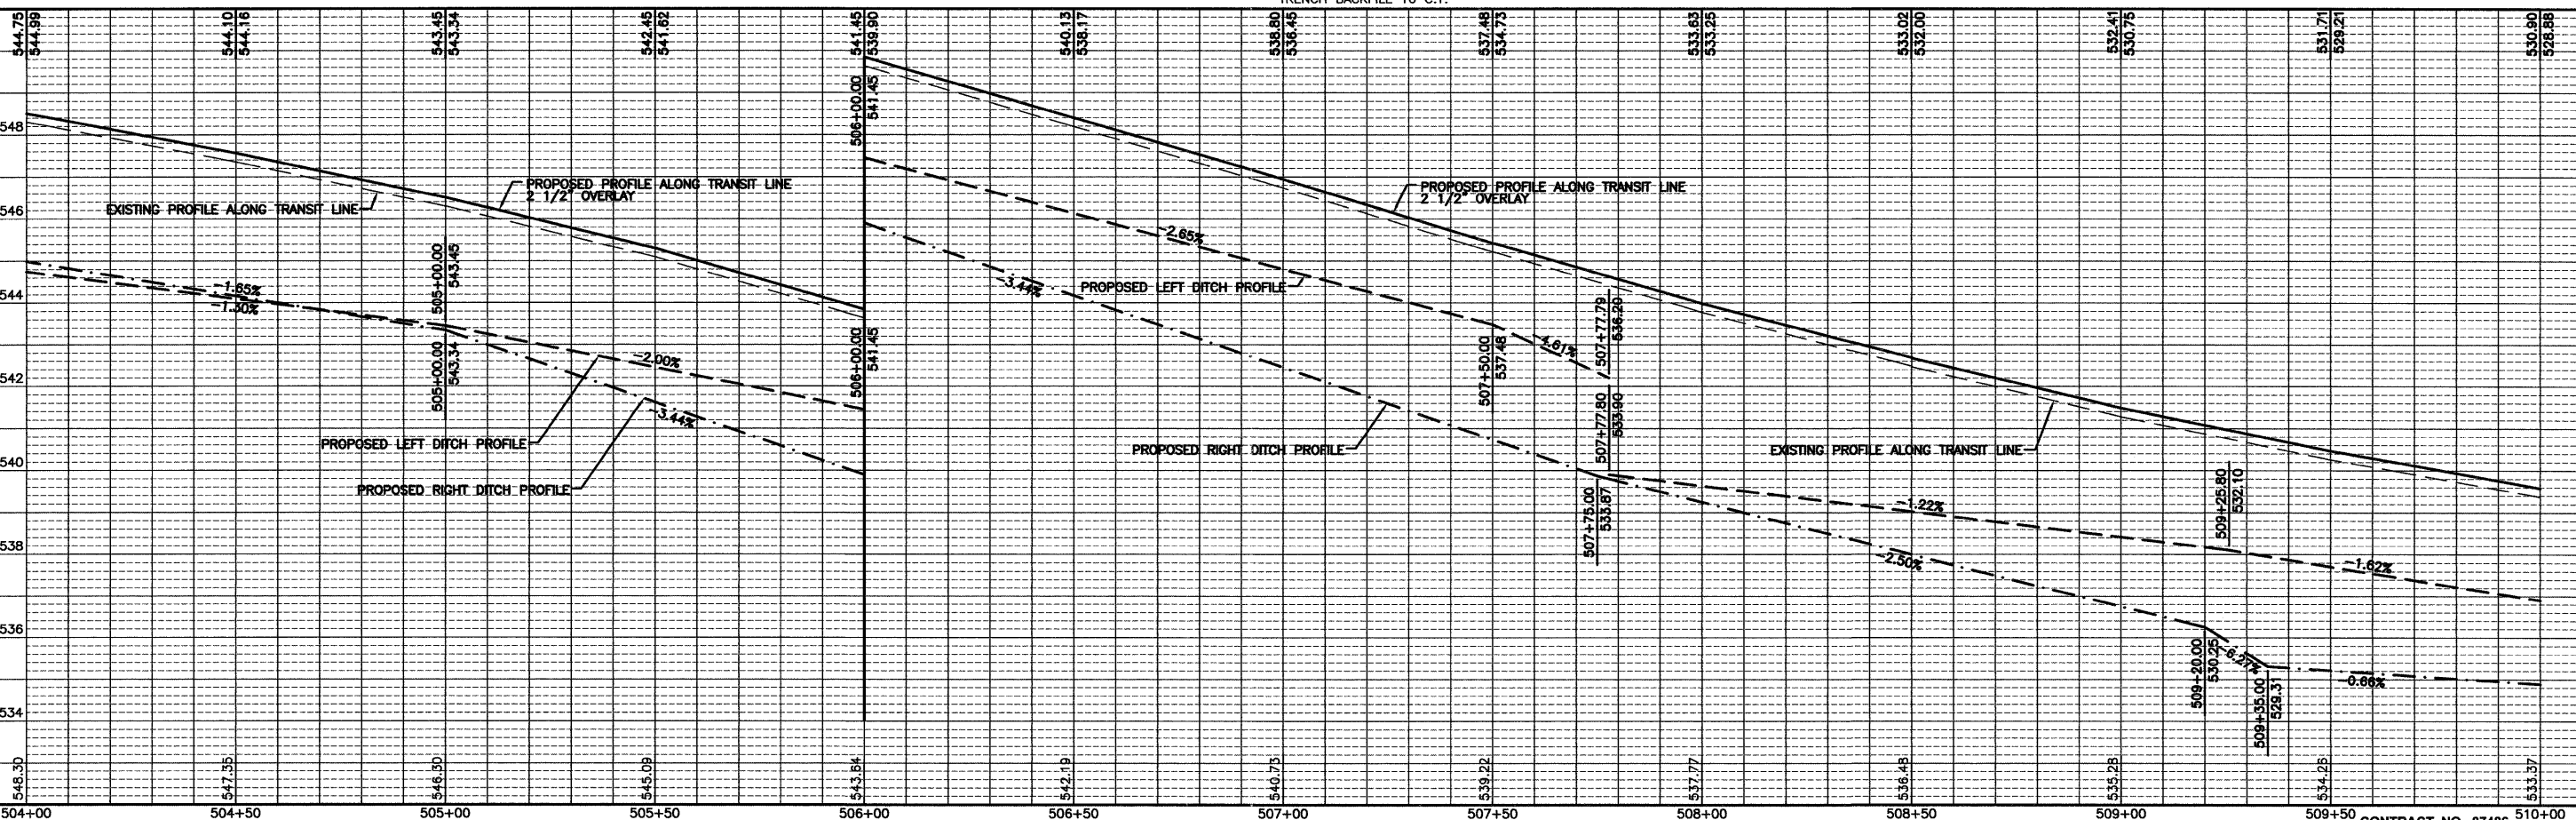 TRENCH BACKFILL 10 C.Y.
544.75 544.10 543.45 542.45 541.45 540.13 538.80 537.48 533.63 533.02 532.41 531.71 530.90
544.99 544.16 543.34 541.62 539.90 538.17 536.45 534.73 533.25 532.00 530.75 529.21 528.88
506+00.00
541.45
548
PROPOSED PROFILE ALONG TRANSIT LINE
2 1/2" OVERLAY
PROPOSED PROFILE ALONG TRANSIT LINE
2 1/2" OVERLAY
EXISTING PROFILE ALONG TRANSIT LINE
546
-2.65%
505+00.00
543.45
-1.65%
-1.30%
-3.44%
PROPOSED LEFT DITCH PROFILE
507+77.79
536.20
544
506+00.00
541.45
-4.61%
505+00.00
543.34
-2.00%
507+50.00
537.48
542
-3.44%
507+77.80
533.90
PROPOSED LEFT DITCH PROFILE
PROPOSED RIGHT DITCH PROFILE
EXISTING PROFILE ALONG TRANSIT LINE
540
PROPOSED RIGHT DITCH PROFILE
507+75.00
533.87
-1.22%
509+25.80
532.10
538
-2.50%
-1.62%
536
509+20.00
530.25
-6.27%
509+35.00
529.31
-0.66%
534
548.30 547.35 546.30 545.09 543.64 542.19 540.73 539.22 537.77 536.48 535.28 534.26 533.37
504+00 504+50 505+00 505+50 506+00 506+50 507+00 507+50 508+00 508+50 509+00 509+50 510+00
CONTRACT NO. 87486